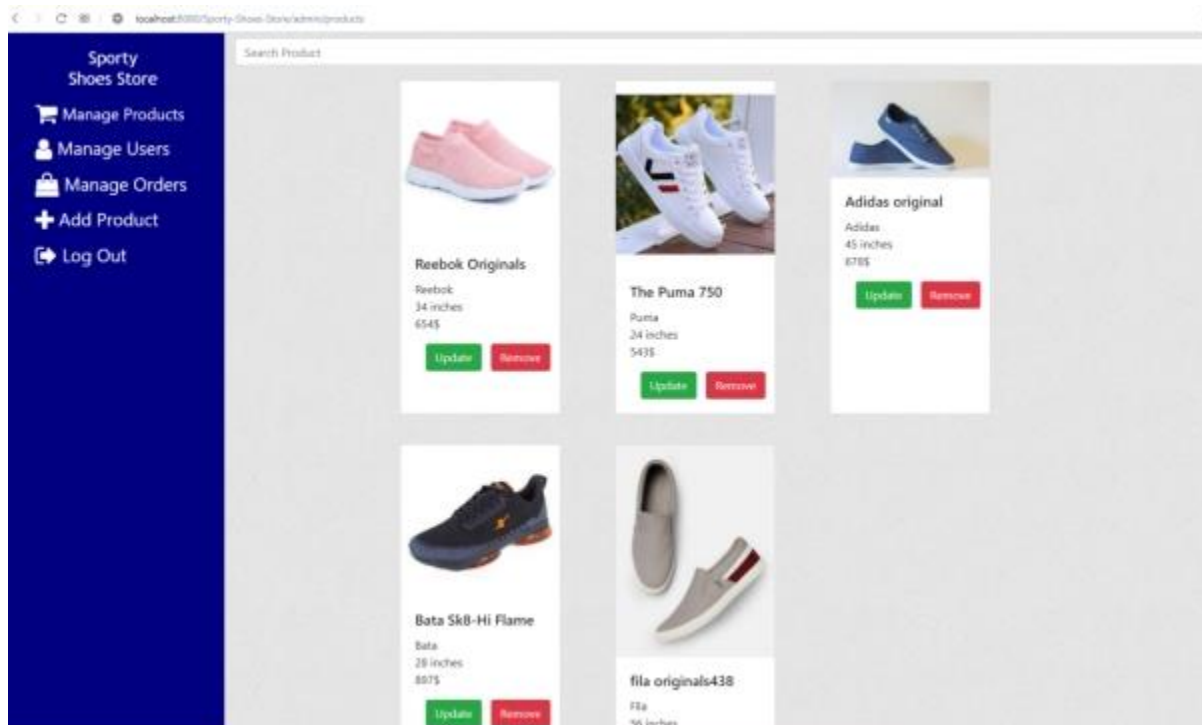 localhost:8080/Sporty-Shoes-Store/admin/products
Sporty
Shoes Store
Manage Products
Manage Users
Manage Orders
Add Product
Log Out
Search Product
Reebok Originals
Reebok
34 inches
654$
Update Remove
The Puma 750
Puma
24 inches
543$
Update Remove
Adidas original
Adidas
45 inches
678$
Update Remove
Bata Sk8-Hi Flame
Bata
28 inches
897$
Update Remove
fila originals438
Fila
56 inches